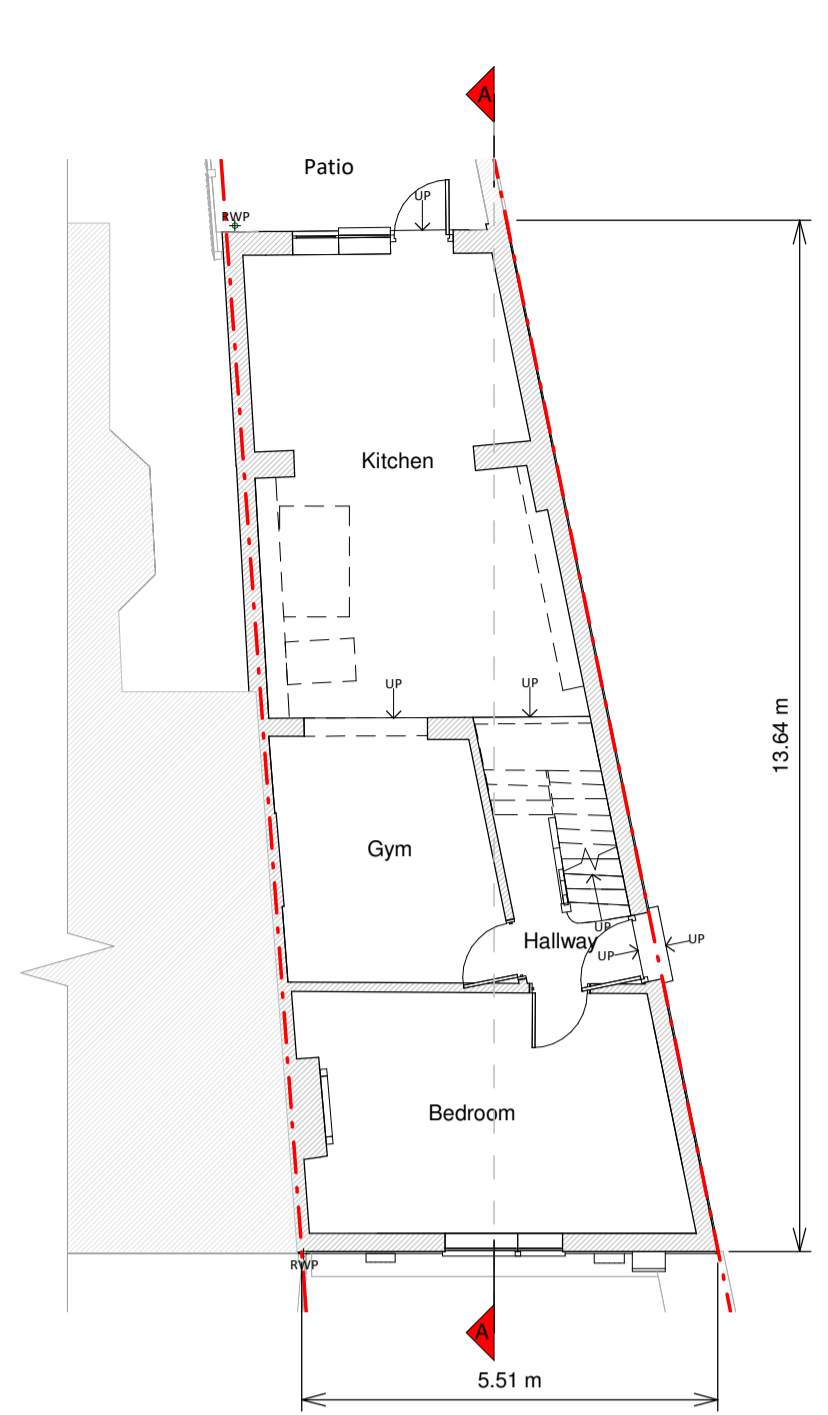 A
Patio
UP
RWP
Kitchen
UP
UP
13.64 m
Gym
UP
Hallway
UP
UP
Bedroom
RWP
A
5.51 m